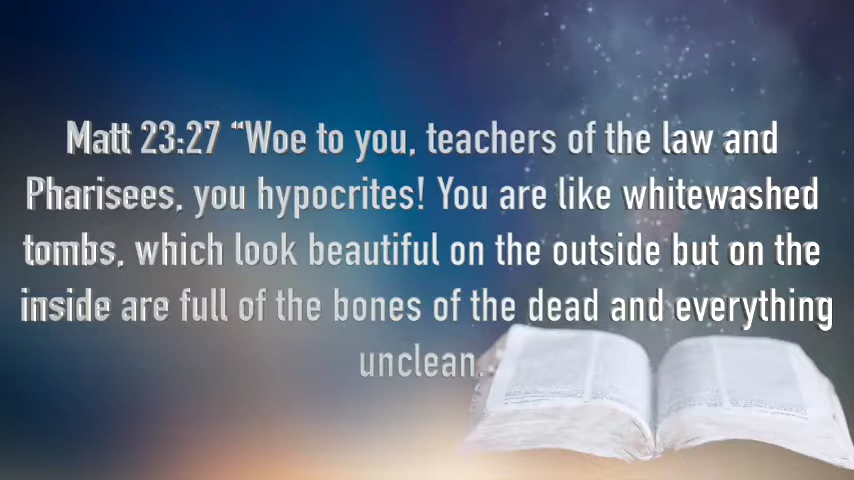 Matt 23:27 “Woe to you, teachers of the law and
Pharisees, you hypocrites! You are like whitewashed
tombs, which look beautiful on the outside but on the
inside are full of the bones of the dead and everything
unclean.